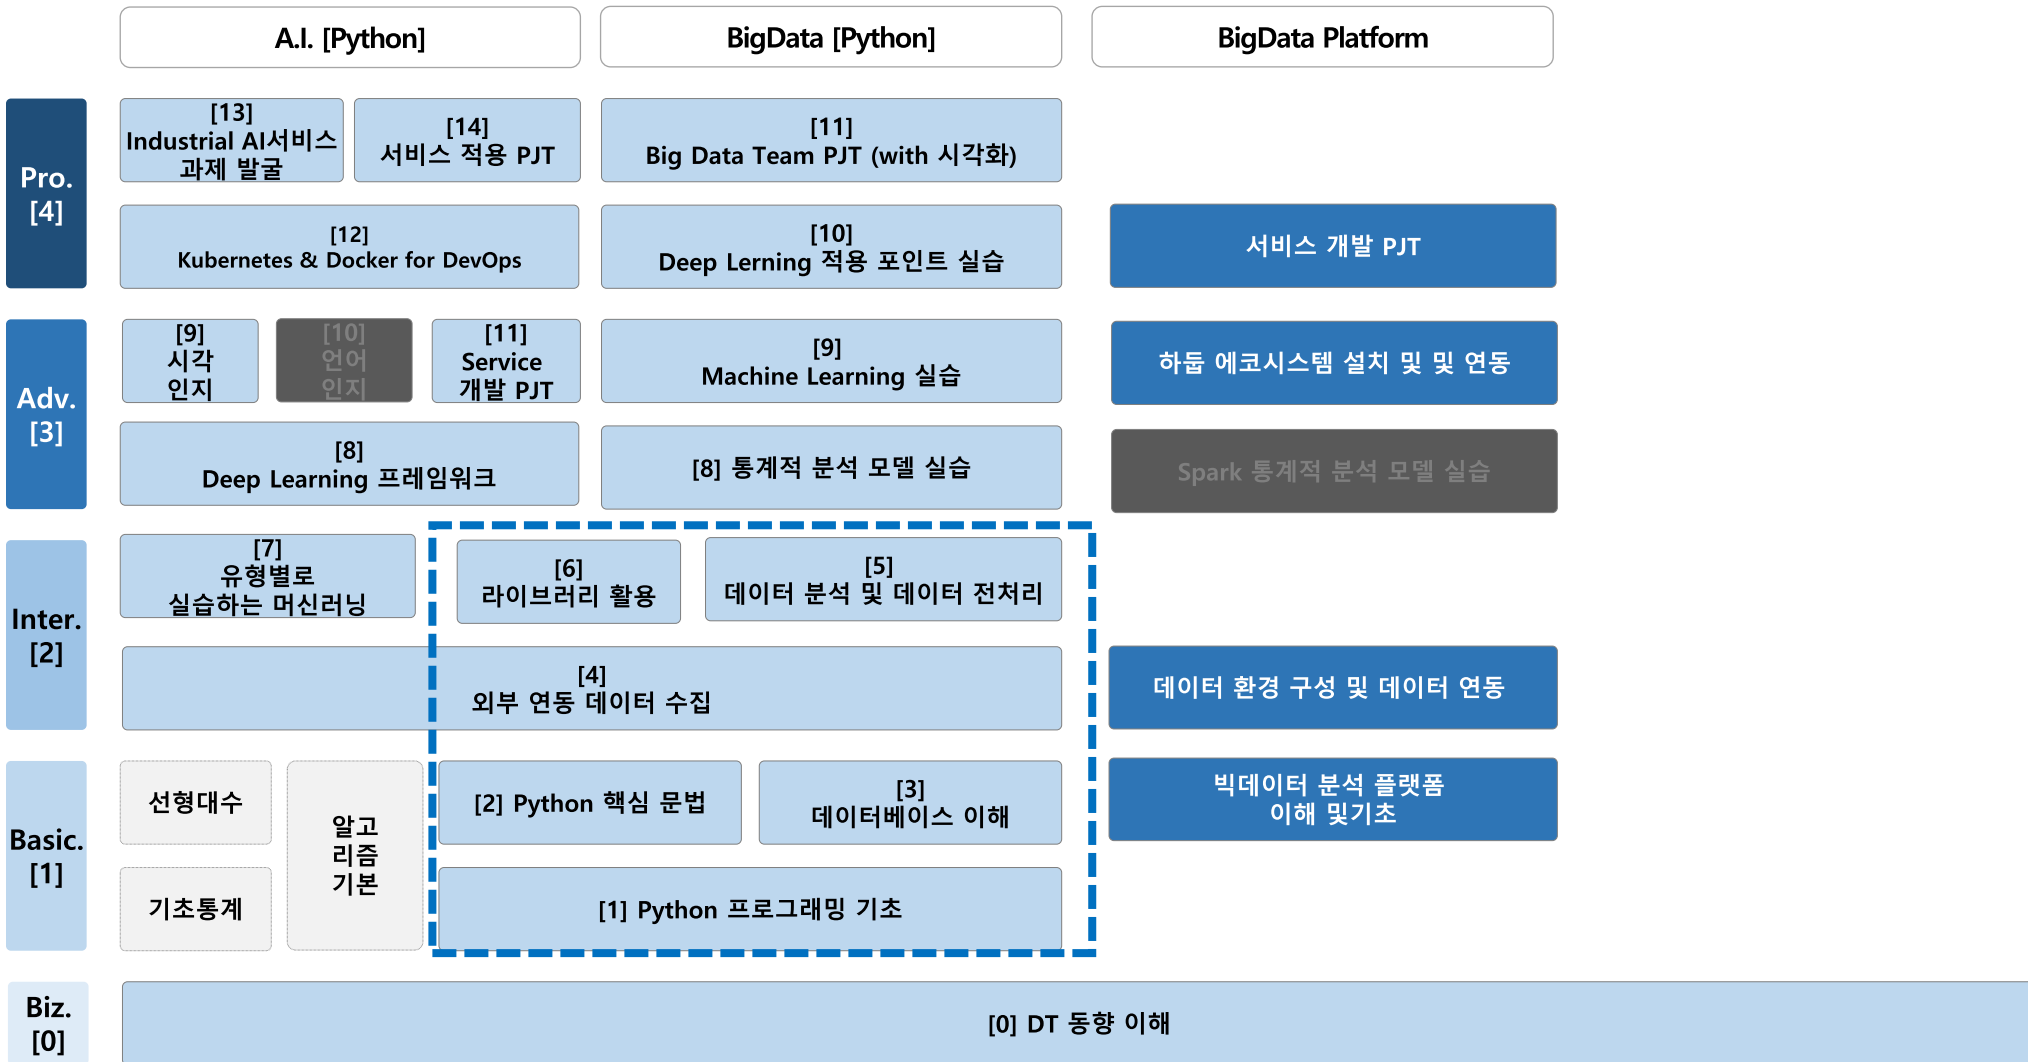 A.I. [Python]
BigData [Python]
BigData Platform
Pro.
[4]
[13]
Industrial AI서비스
과제 발굴
[14]
서비스 적용 PJT
[11]
Big Data Team PJT (with 시각화)
[12]
Kubernetes & Docker for DevOps
[10]
Deep Lerning 적용 포인트 실습
서비스 개발 PJT
Adv.
[3]
[9]
시각
인지
[10]
언어
인지
[11]
Service
개발 PJT
[9]
Machine Learning 실습
하둡 에코시스템 설치 및 및 연동
[8]
Deep Learning 프레임워크
[8] 통계적 분석 모델 실습
Spark 통계적 분석 모델 실습
Inter.
[2]
[7]
유형별로
실습하는 머신러닝
[6]
라이브러리 활용
[5]
데이터 분석 및 데이터 전처리
[4]
외부 연동 데이터 수집
데이터 환경 구성 및 데이터 연동
Basic.
[1]
선형대수
알고
리즘
기본
[2] Python 핵심 문법
[3]
데이터베이스 이해
빅데이터 분석 플랫폼
이해 및기초
기초통계
[1] Python 프로그래밍 기초
Biz.
[0]
[0] DT 동향 이해